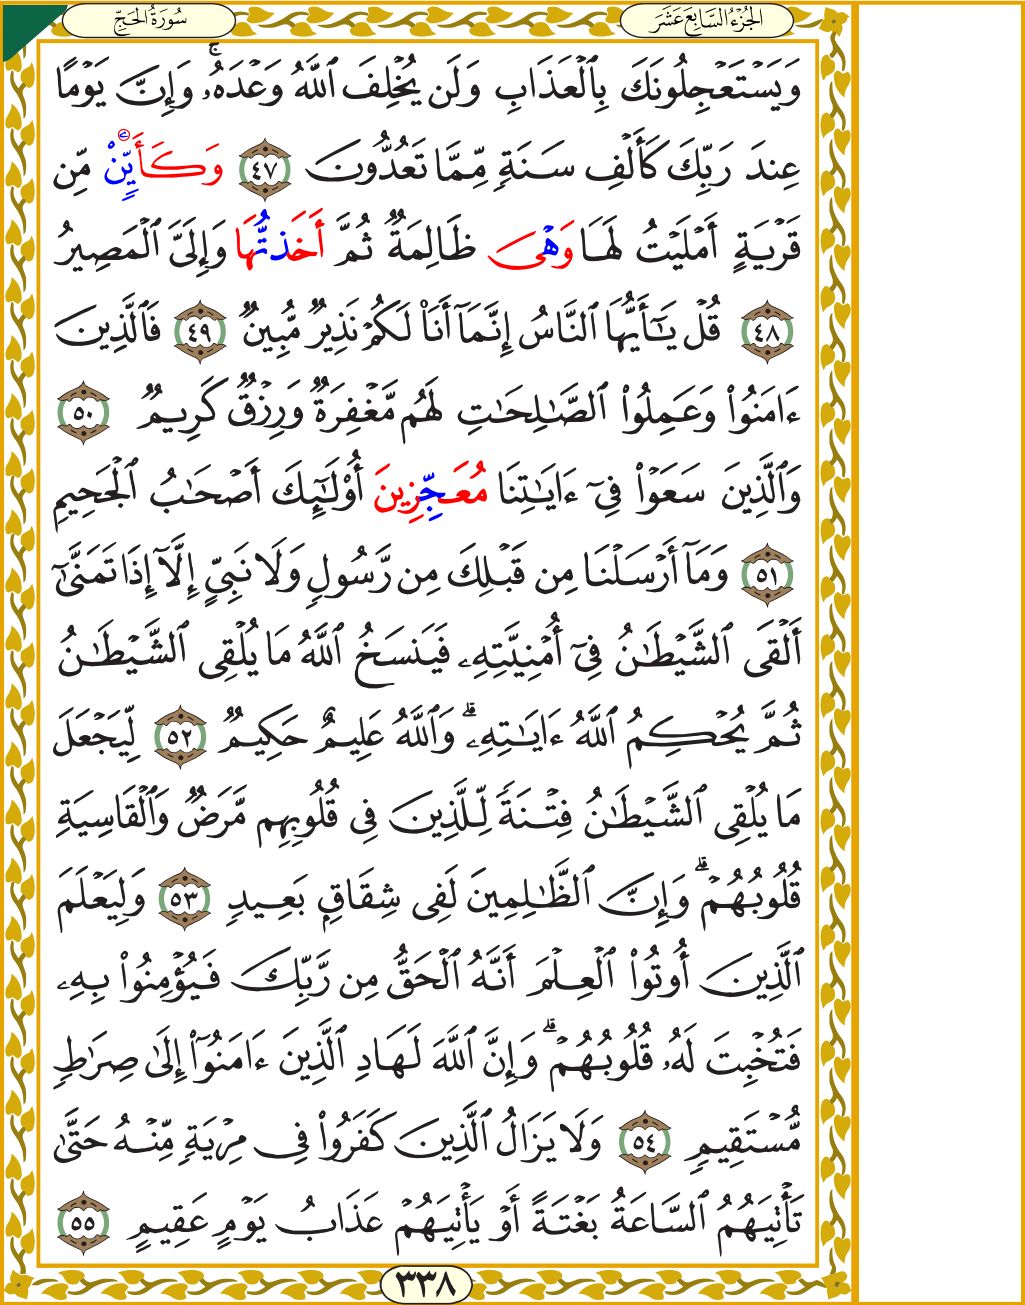 سُورَةُ الحَجِّ
الجُزْءُ السَّابِعَ عَشَرَ
وَيَسْتَعْجِلُونَكَ بِٱلْعَذَابِ وَلَن يُخْلِفَ ٱللَّهُ وَعْدَهُۥۚ وَإِنَّ يَوْمًا
عِندَ رَبِّكَ كَأَلْفِ سَنَةٍ مِّمَّا تَعُدُّونَ ٤٧ وَكَأَيِّنْ مِّن
قَرْيَةٍ أَمْلَيْتُ لَهَا وَهْىَ ظَالِمَةٌ ثُمَّ أَخَذتُّهَا وَإِلَىَّ ٱلْمَصِيرُ
٤٨ قُلْ يَـٰٓأَيُّهَا ٱلنَّاسُ إِنَّمَآ أَنَا۠ لَكُمْ نَذِيرٌ مُّبِينٌ ٤٩ فَٱلَّذِينَ
ءَامَنُوا۟ وَعَمِلُوا۟ ٱلصَّـٰلِحَـٰتِ لَهُم مَّغْفِرَةٌ وَرِزْقٌ كَرِيمٌ ٥٠
وَٱلَّذِينَ سَعَوْا۟ فِىٓ ءَايَـٰتِنَا مُعَجِّزِينَ أُو۟لَـٰٓئِكَ أَصْحَـٰبُ ٱلْجَحِيمِ
٥١ وَمَآ أَرْسَلْنَا مِن قَبْلِكَ مِن رَّسُولٍ وَلَا نَبِىٍّ إِلَّآ إِذَا تَمَنَّىٰٓ
أَلْقَى ٱلشَّيْطَـٰنُ فِىٓ أُمْنِيَّتِهِۦ فَيَنسَخُ ٱللَّهُ مَا يُلْقِى ٱلشَّيْطَـٰنُ
ثُمَّ يُحْكِمُ ٱللَّهُ ءَايَـٰتِهِۦۗ وَٱللَّهُ عَلِيمٌ حَكِيمٌ ٥٢ لِّيَجْعَلَ
مَا يُلْقِى ٱلشَّيْطَـٰنُ فِتْنَةً لِّلَّذِينَ فِى قُلُوبِهِم مَّرَضٌ وَٱلْقَاسِيَةِ
قُلُوبُهُمْۗ وَإِنَّ ٱلظَّـٰلِمِينَ لَفِى شِقَاقٍ بَعِيدٍ ٥٣ وَلِيَعْلَمَ
ٱلَّذِينَ أُوتُوا۟ ٱلْعِلْمَ أَنَّهُ ٱلْحَقُّ مِن رَّبِّكَ فَيُؤْمِنُوا۟ بِهِۦ
فَتُخْبِتَ لَهُۥ قُلُوبُهُمْۗ وَإِنَّ ٱللَّهَ لَهَادِ ٱلَّذِينَ ءَامَنُوٓا۟ إِلَىٰ صِرَٰطٍ
مُّسْتَقِيمٍ ٥٤ وَلَا يَزَالُ ٱلَّذِينَ كَفَرُوا۟ فِى مِرْيَةٍ مِّنْهُ حَتَّىٰ
تَأْتِيَهُمُ ٱلسَّاعَةُ بَغْتَةً أَوْ يَأْتِيَهُمْ عَذَابُ يَوْمٍ عَقِيمٍ ٥٥
٣٣٨